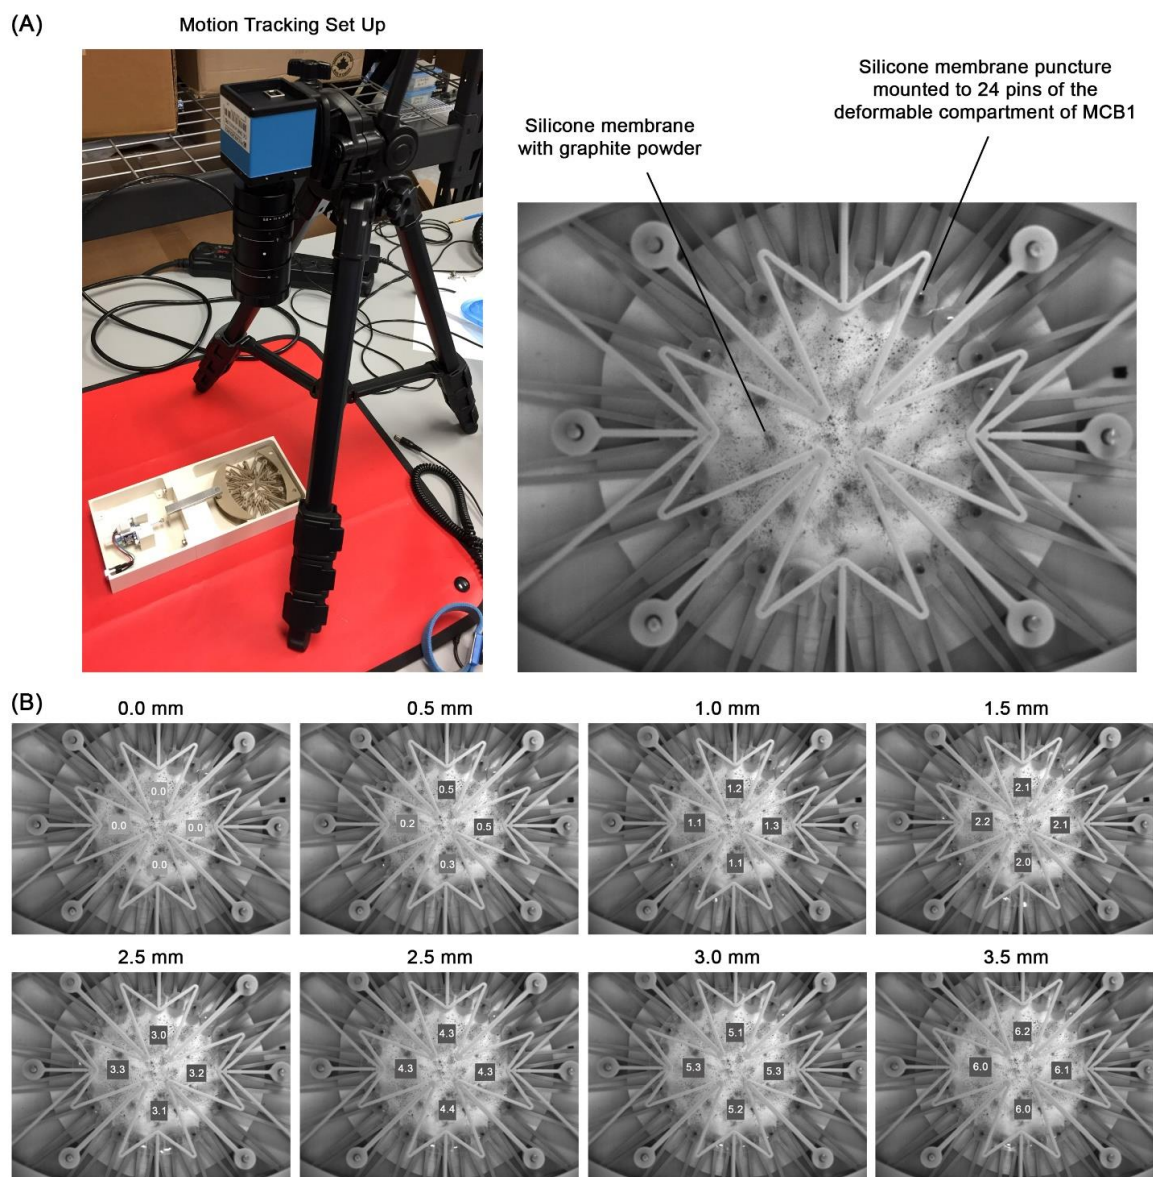 (A)
Motion Tracking Set Up
Silicone membrane
with graphite powder
Silicone membrane puncture
mounted to 24 pins of the
deformable compartment of MCB1
(B)
0.0 mm
0.5 mm
1.0 mm
1.5 mm
0.0
0.0
0.0
0.0
0.5
0.2
0.5
0.3
1.2
1.1
1.3
1.1
2.1
2.2
2.1
2.0
2.5 mm
2.5 mm
3.0 mm
3.5 mm
3.0
3.3
3.2
3.1
4.3
4.3
4.3
4.4
5.1
5.3
5.3
5.2
6.2
6.0
6.1
6.0